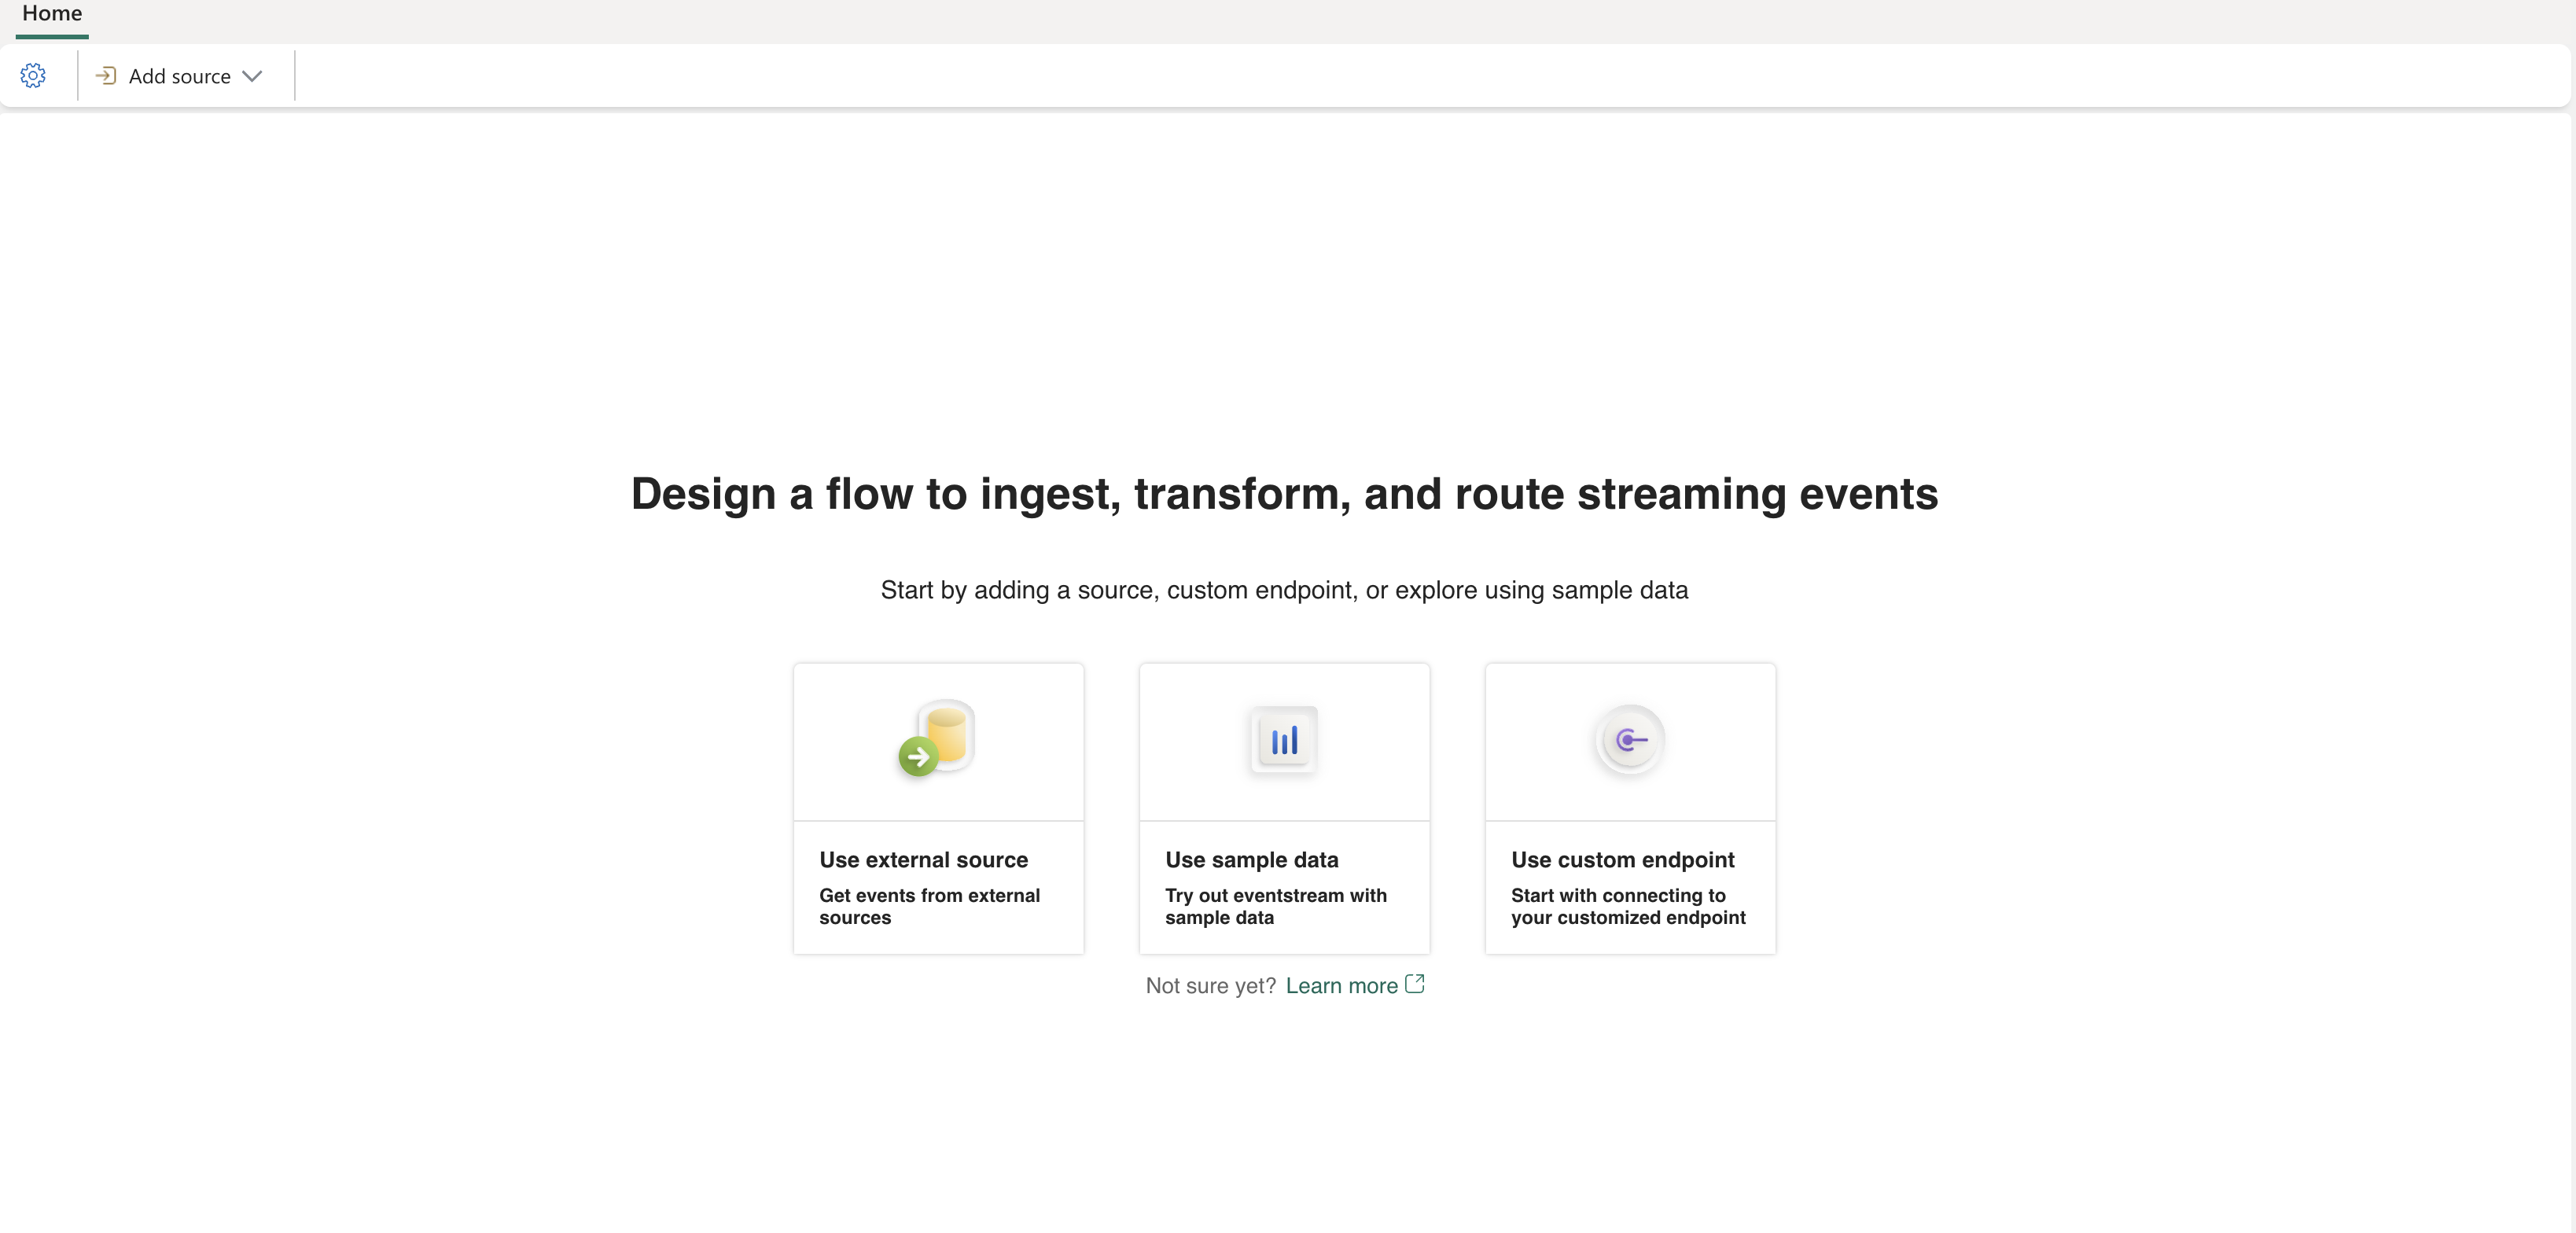 Home
Add source
Design a flow to ingest, transform, and route streaming events
Start by adding a source, custom endpoint, or explore using sample data
Use external source
Get events from external
sources
Use sample data
Try out eventstream with
sample data
Use custom endpoint
Start with connecting to
your customized endpoint
Not sure yet? Learn more